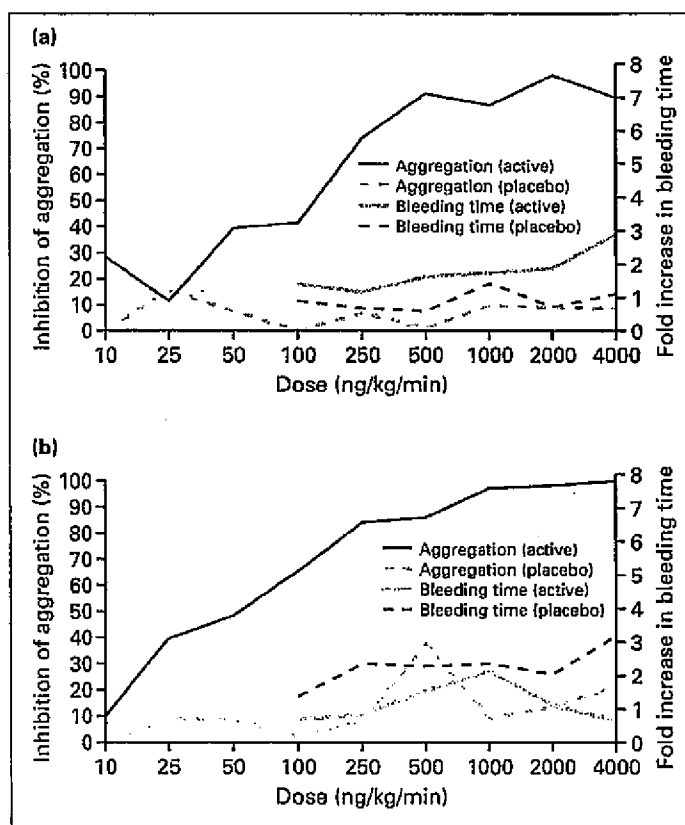 (a)
Inhibition of aggregation (%)
100
90
80
70
60
50
40
30
20
10
0
Aggregation (active)
Aggregation (placebo)
Bleeding time (active)
Bleeding time (placebo)
8
7
6
5
4
3
2
1
0
Fold increase in bleeding time
10 25 50 100 250 500 1000 2000 4000
Dose (ng/kg/min)
(b)
Inhibition of aggregation (%)
100
90
80
70
60
50
40
30
20
10
0
Aggregation (active)
Aggregation (placebo)
Bleeding time (active)
Bleeding time (placebo)
8
7
6
5
4
3
2
1
0
Fold increase in bleeding time
10 25 50 100 250 500 1000 2000 4000
Dose (ng/kg/min)